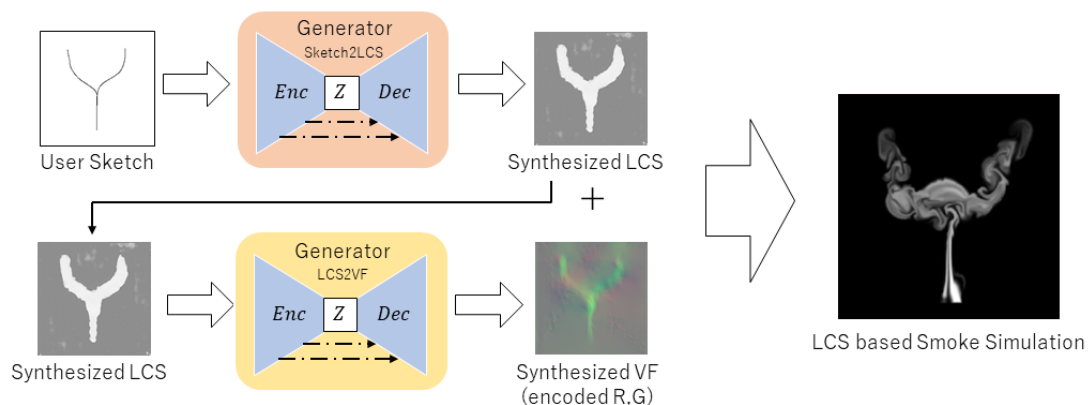 Generator
Sketch2LCS
Enc
Z
Dec
User Sketch
Synthesized LCS
+
Generator
LCS2VF
Enc
Z
Dec
Synthesized LCS
Synthesized VF
(encoded R,G)
LCS based Smoke Simulation